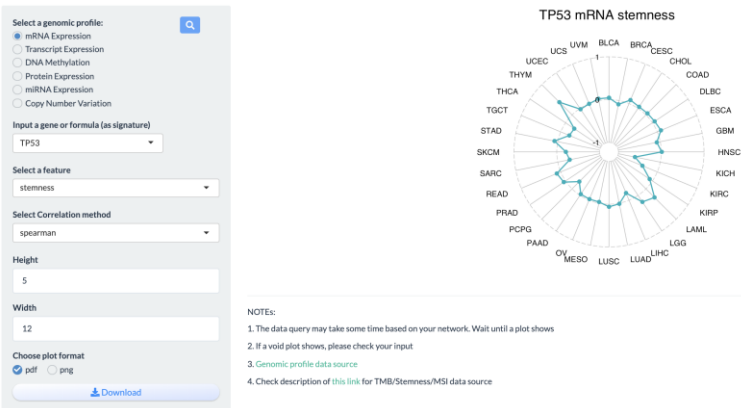 Select a genomic profile:
mRNA Expression
Transcript Expression
DNA Methylation
Protein Expression
miRNA Expression
Copy Number Variation
Input a gene or formula (as signature)
TP53
Select a feature
stemness
Select Correlation method
spearman
Height
5
Width
12
Choose plot format
pdf
png
Download
TP53 mRNA stemness
BLCA
BRCA
CESC
CHOL
COAD
DLBC
ESCA
GBM
HNSC
KICH
KIRC
KIRP
LAML
LGG
LIHC
LUAD
LUSC
MESO
OV
PAAD
PCPG
PRAD
READ
SARC
SKCM
STAD
TGCT
THCA
THYM
UCEC
UCS
UVM
1
0
-1
NOTEs:
1. The data query may take some time based on your network. Wait until a plot shows
2. If a void plot shows, please check your input
3. Genomic profile data source
4. Check description of this link for TMB/Stemness/MSI data source